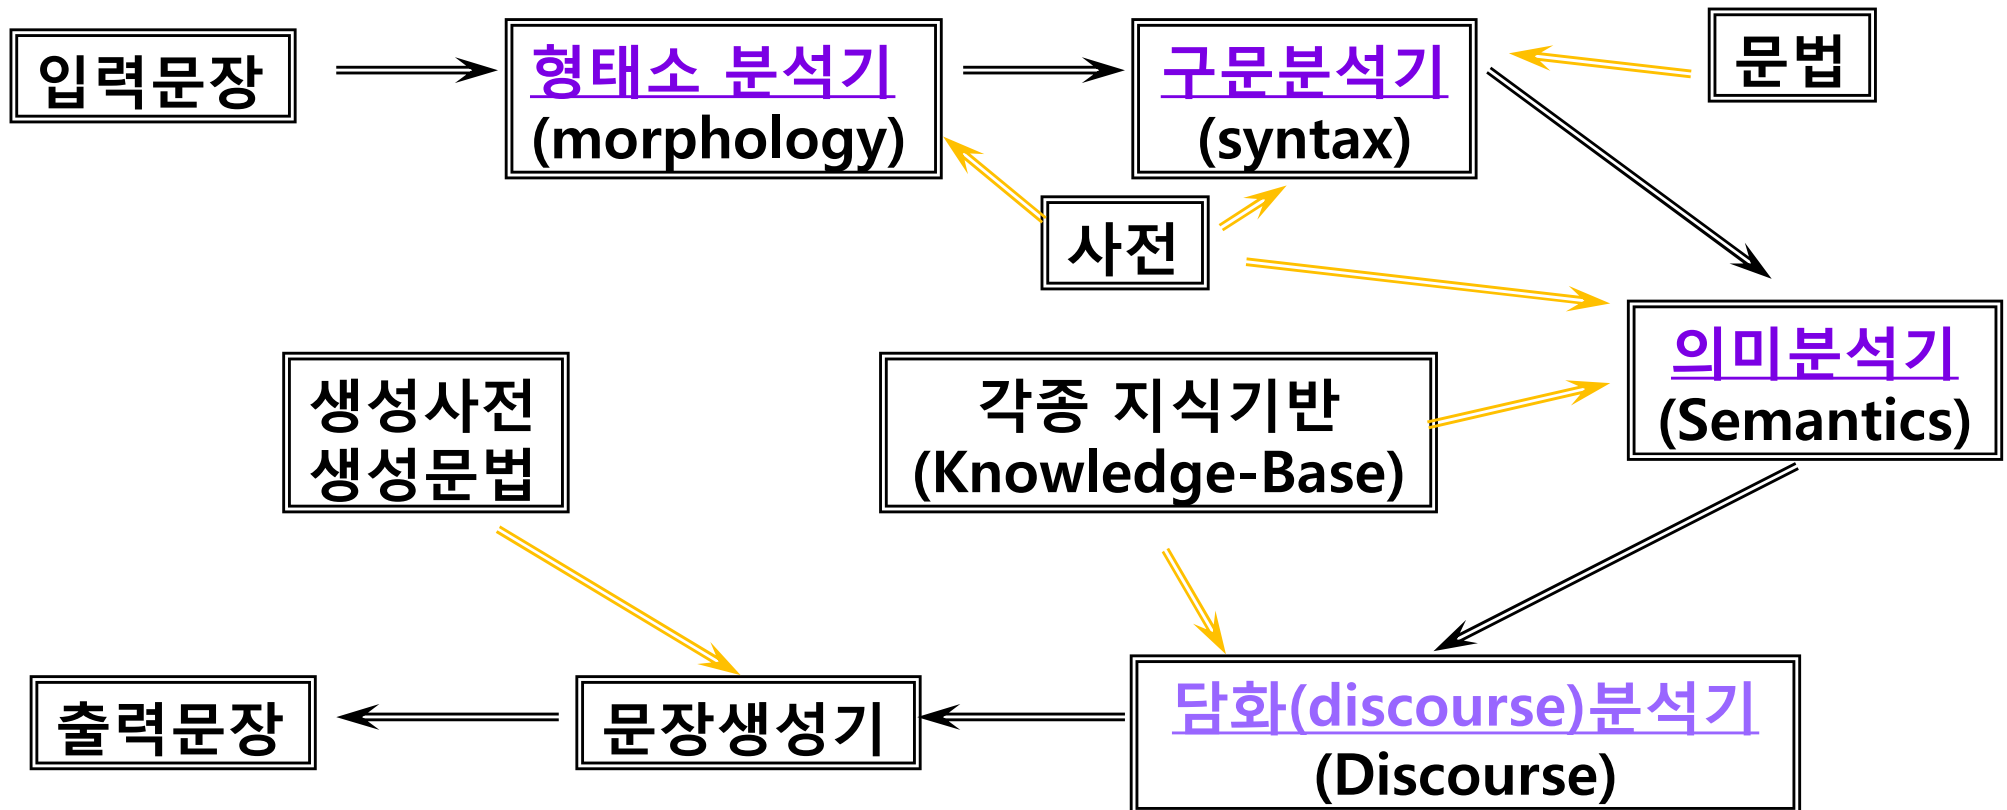 입력문장
형태소 분석기
(morphology)
구문분석기
(syntax)
문법
사전
의미분석기
(Semantics)
생성사전
생성문법
각종 지식기반
(Knowledge-Base)
출력문장
문장생성기
담화(discourse)분석기
(Discourse)